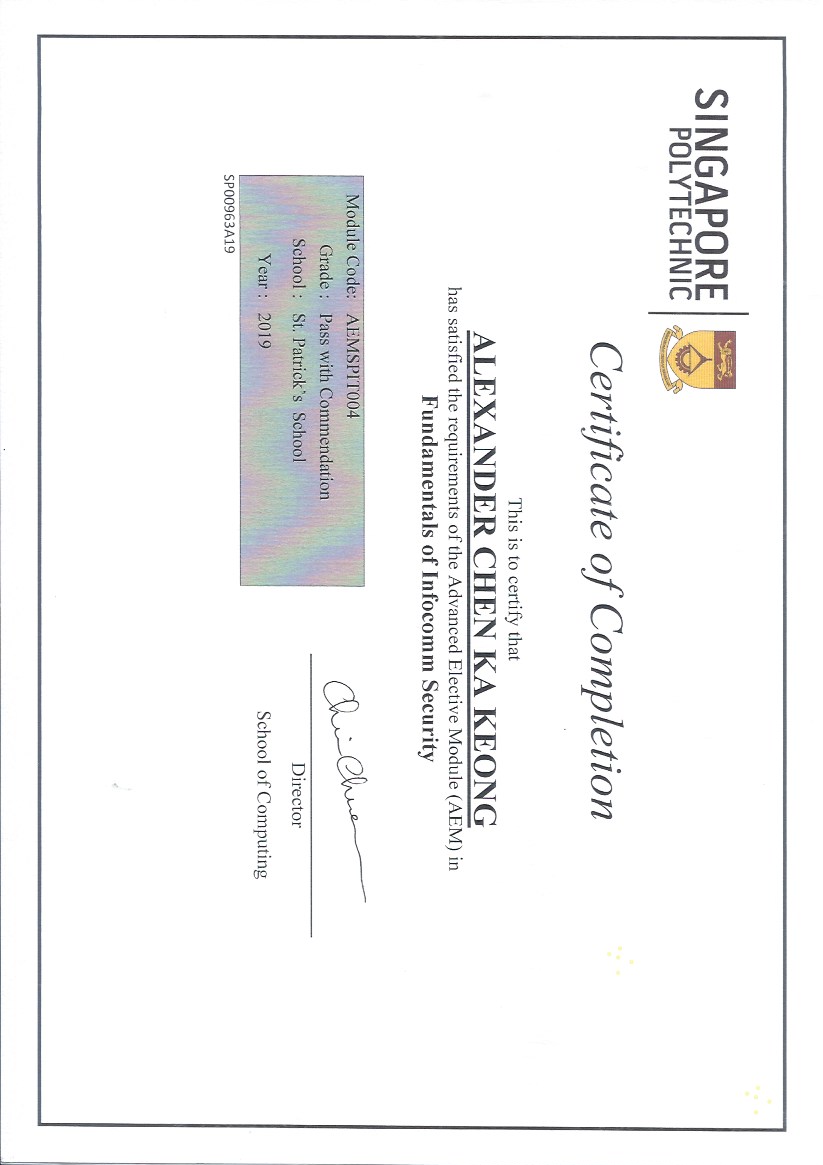 SINGAPORE
POLYTECHNIC
Certificate of Completion
This is to certify that
ALEXANDER CHEN KA KEONG
has satisfied the requirements of the Advanced Elective Module (AEM) in
Fundamentals of Infocomm Security
Module Code: AEMSPIT004
Grade : Pass with Commendation
School : St. Patrick's School
Year : 2019
SP00963A19
Director
School of Computing